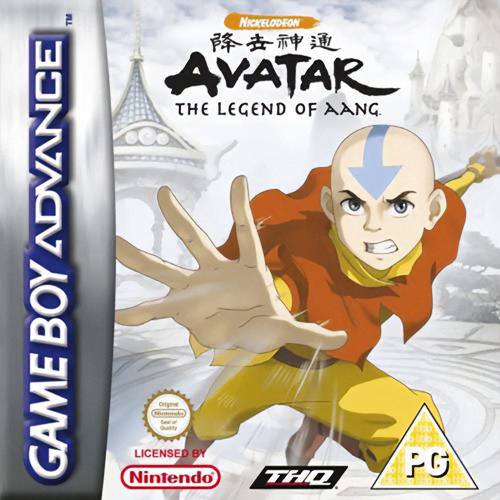 GAME BOY ADVANCE™
NICKELODEON
降去神通
AVATAR
THE LEGEND OF AANG
Original
Nintendo
Seal of
Quality
LICENSED BY
Nintendo
THQ
PG